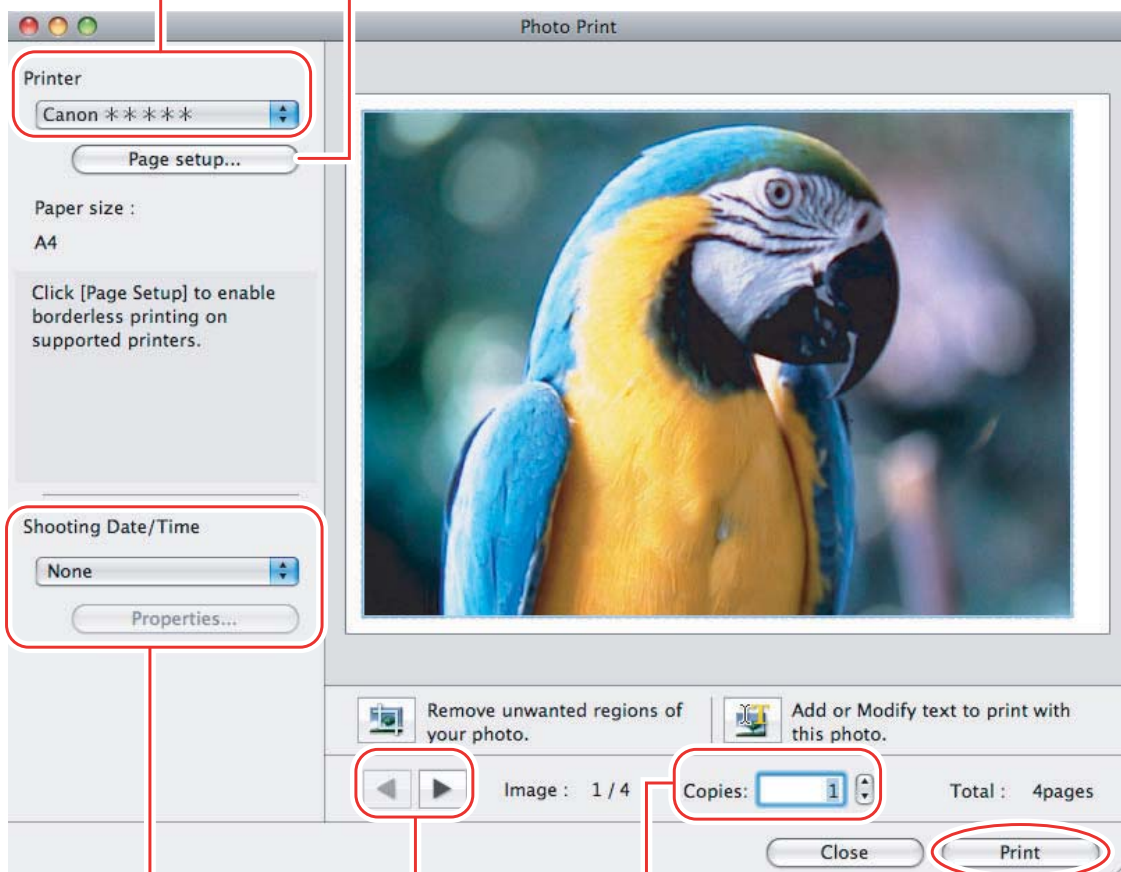 Photo Print
Printer
Canon ∗∗∗∗∗
Page setup...
Paper size :
A4
Click [Page Setup] to enable
borderless printing on
supported printers.
Shooting Date/Time
None
Properties...
Remove unwanted regions of
your photo.
Add or Modify text to print with
this photo.
Image : 1 / 4
Copies: 1
Total : 4pages
Close
Print